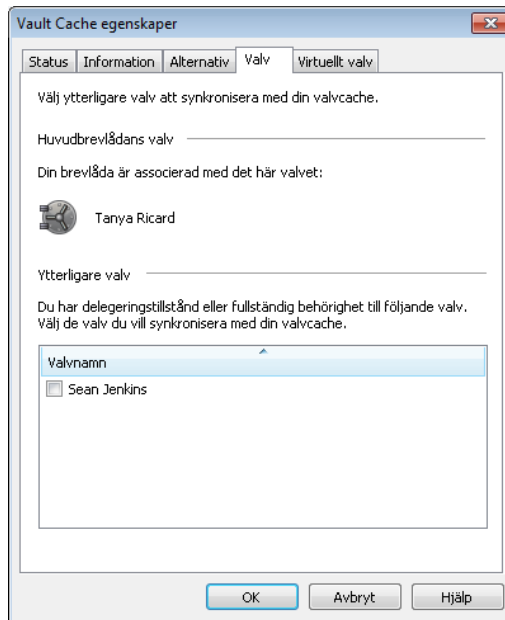 Vault Cache egenskaper
Status Information Alternativ Valv Virtuellt valv
Välj ytterligare valv att synkronisera med din valvcache.
Huvudbrevlådans valv
Din brevlåda är associerad med det här valvet:
Tanya Ricard
Ytterligare valv
Du har delegeringstillstånd eller fullständig behörighet till följande valv.
Välj de valv du vill synkronisera med din valvcache.
Valvnamn
Sean Jenkins
OK Avbryt Hjälp